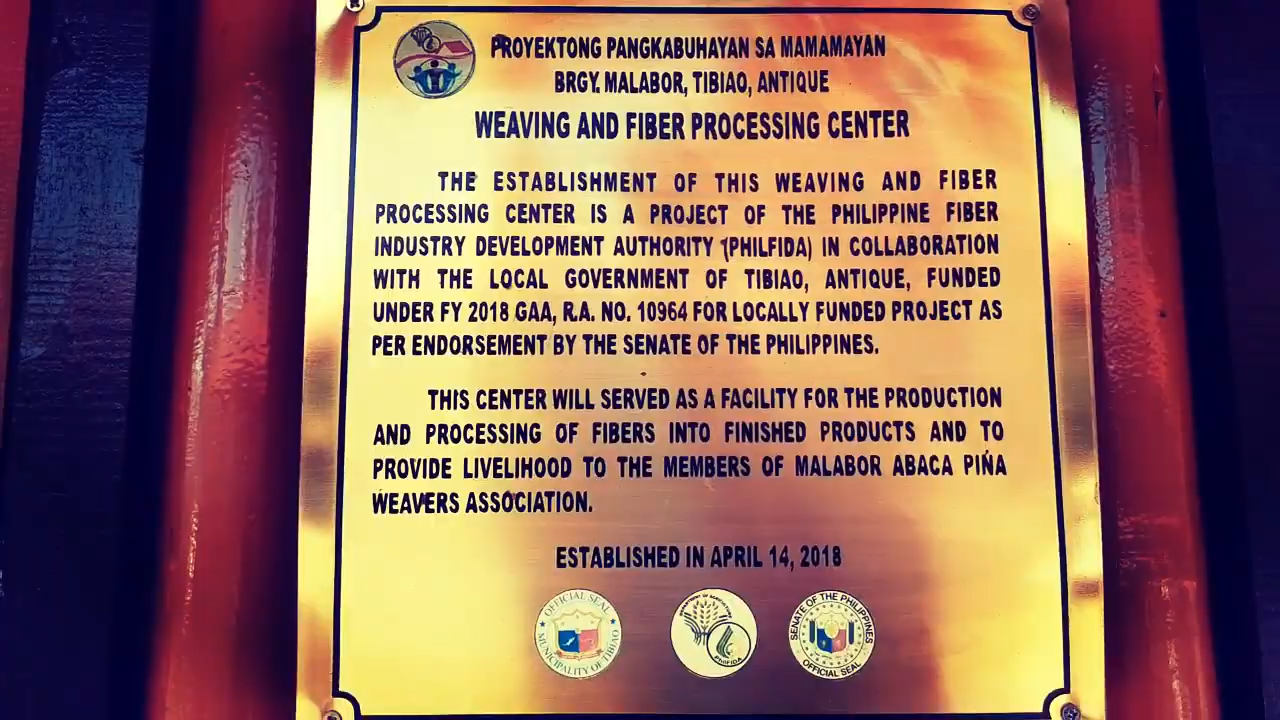 PROYEKTONG PANGKABUHAYAN SA MAMAMAYAN
BRGY. MALABOR, TIBIAO, ANTIQUE
WEAVING AND FIBER PROCESSING CENTER
THE ESTABLISHMENT OF THIS WEAVING AND FIBER
PROCESSING CENTER IS A PROJECT OF THE PHILIPPINE FIBER
INDUSTRY DEVELOPMENT AUTHORITY (PHILFIDA) IN COLLABORATION
WITH THE LOCAL GOVERNMENT OF TIBIAO, ANTIQUE, FUNDED
UNDER FY 2018 GAA, R.A. NO. 10964 FOR LOCALLY FUNDED PROJECT AS
PER ENDORSEMENT BY THE SENATE OF THE PHILIPPINES.
THIS CENTER WILL SERVED AS A FACILITY FOR THE PRODUCTION
AND PROCESSING OF FIBERS INTO FINISHED PRODUCTS AND TO
PROVIDE LIVELIHOOD TO THE MEMBERS OF MALABOR ABACA PIÑA
WEAVERS ASSOCIATION.
ESTABLISHED IN APRIL 14, 2018
OFFICIAL SEAL
MUNICIPALITY OF TIBIAO
DEPARTMENT OF AGRICULTURE
PhilFIDA
SENATE OF THE PHILIPPINES
OFFICIAL SEAL